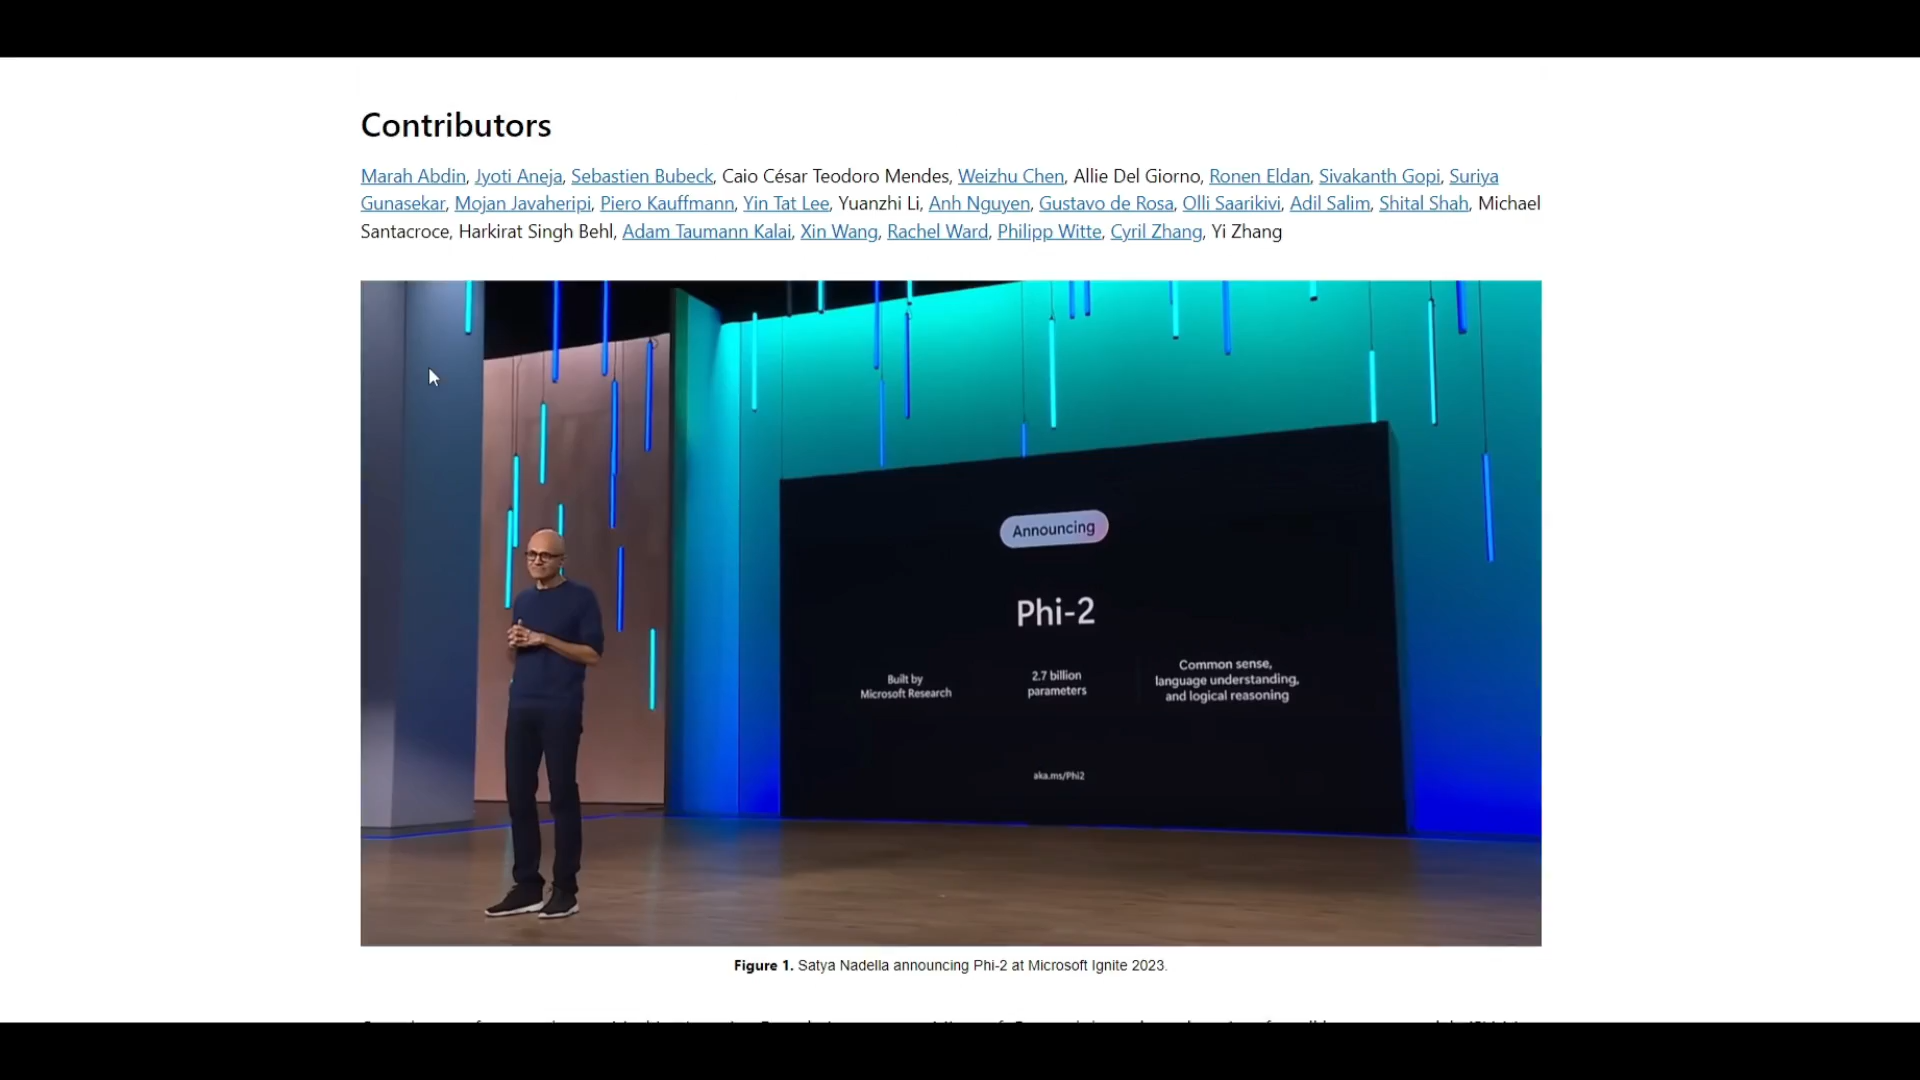 Contributors
Marah Abdin, Jyoti Aneja, Sebastien Bubeck, Caio César Teodoro Mendes, Weizhu Chen, Allie Del Giorno, Ronen Eldan, Sivakanth Gopi, Suriya
Gunasekar, Mojan Javaheripi, Piero Kauffmann, Yin Tat Lee, Yuanzhi Li, Anh Nguyen, Gustavo de Rosa, Olli Saarikivi, Adil Salim, Shital Shah, Michael
Santacroce, Harkirat Singh Behl, Adam Taumann Kalai, Xin Wang, Rachel Ward, Philipp Witte, Cyril Zhang, Yi Zhang
Announcing
Phi-2
Built by
Microsoft Research
2.7 billion
parameters
Common sense,
language understanding,
and logical reasoning
aka.ms/Phi2
Figure 1. Satya Nadella announcing Phi-2 at Microsoft Ignite 2023.